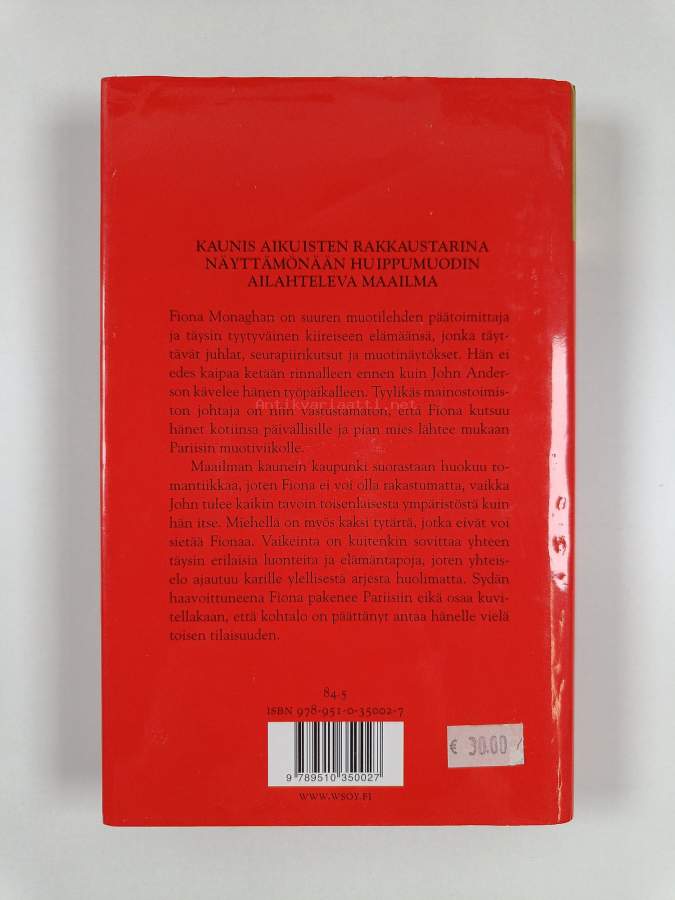 KAUNIS AIKUISTEN RAKKAUSTARINA
NÄYTTÄMÖNÄÄN HUIPPUMUODIN
AILAHTELEVA MAAILMA
Fiona Monaghan on suuren muotilehden päätoimittaja
ja täysin tyytyväinen kiireiseen elämäänsä, jonka täyt-
tävät juhlat, seurapiirikutsut ja muotinäytökset. Hän ei
edes kaipaa ketään rinnalleen ennen kuin John Ander-
son kävelee hänen työpaikalleen. Tyylikäs mainostoimis-
Antikvariaatti.net
ton johtaja on niin vastustamaton, että Fiona kutsuu
hänet kotiinsa päivällisille ja pian mies lähtee mukaan
Pariisin muotiviikolle.
Maailman kaunein kaupunki suorastaan huokuu ro-
mantiikkaa, joten Fiona ei voi olla rakastumatta, vaikka
John tulee kaikin tavoin toisenlaisesta ympäristöstä kuin
hän itse. Miehellä on myös kaksi tytärtä, jotka eivät voi
sietää Fionaa. Vaikeinta on kuitenkin sovittaa yhteen
täysin erilaisia luonteita ja elämäntapoja, joten yhteis-
elo ajautuu karille ylellisestä arjesta huolimatta. Sydän
haavoittuneena Fiona pakenee Pariisiin eikä osaa kuvi-
tellakaan, että kohtalo on päättänyt antaa hänelle vielä
toisen tilaisuuden.
84.5
ISBN 978-951-0-35002-7
€ 30.00
9 789510 350027
WWW.WSOY.FI